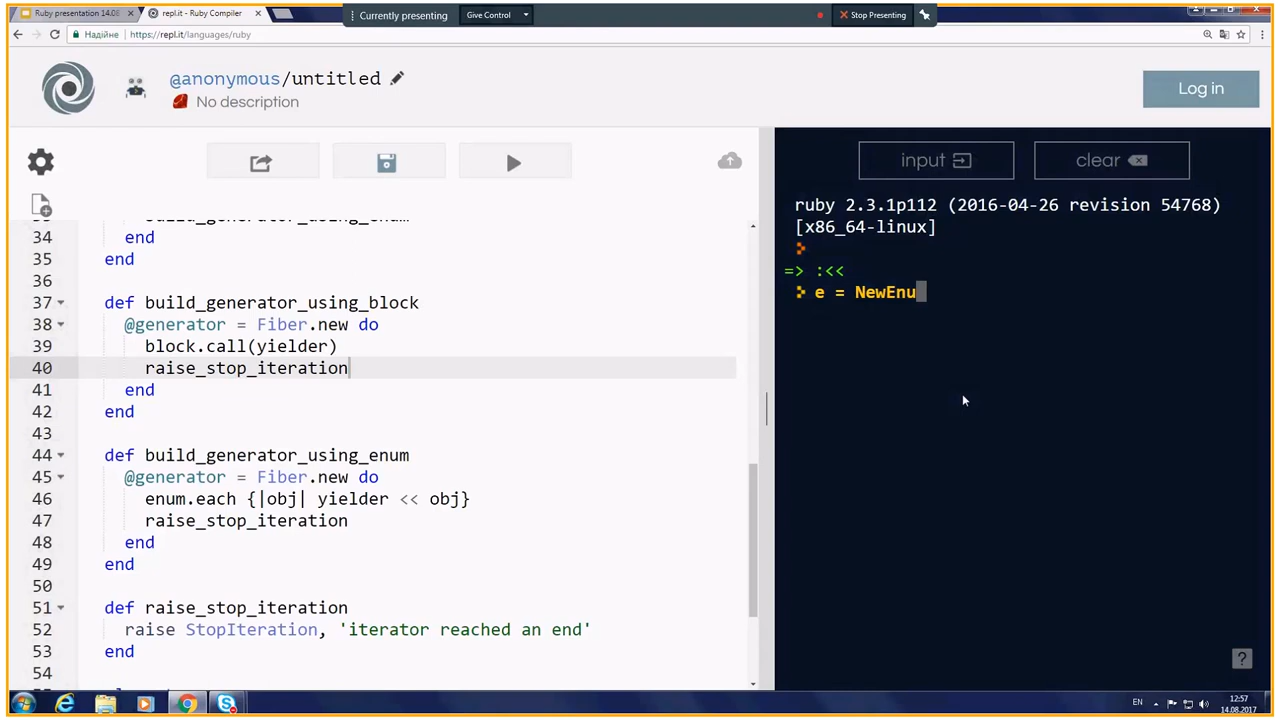 Ruby presentation 14.08
repl.it - Ruby Compiler
Currently presenting
Give Control
Stop Presenting
Надійне
https://repl.it/languages/ruby
@anonymous/untitled
No description
Log in
input
clear
34 end
35 end
36
37 def build_generator_using_block
38 @generator = Fiber.new do
39 block.call(yielder)
40 raise_stop_iteration
41 end
42 end
43
44 def build_generator_using_enum
45 @generator = Fiber.new do
46 enum.each {|obj| yielder << obj}
47 raise_stop_iteration
48 end
49 end
50
51 def raise_stop_iteration
52 raise StopIteration, 'iterator reached an end'
53 end
54
ruby 2.3.1p112 (2016-04-26 revision 54768)
[x86_64-linux]
=> :<<
e = NewEnu
?
EN
12:57
14.08.2017